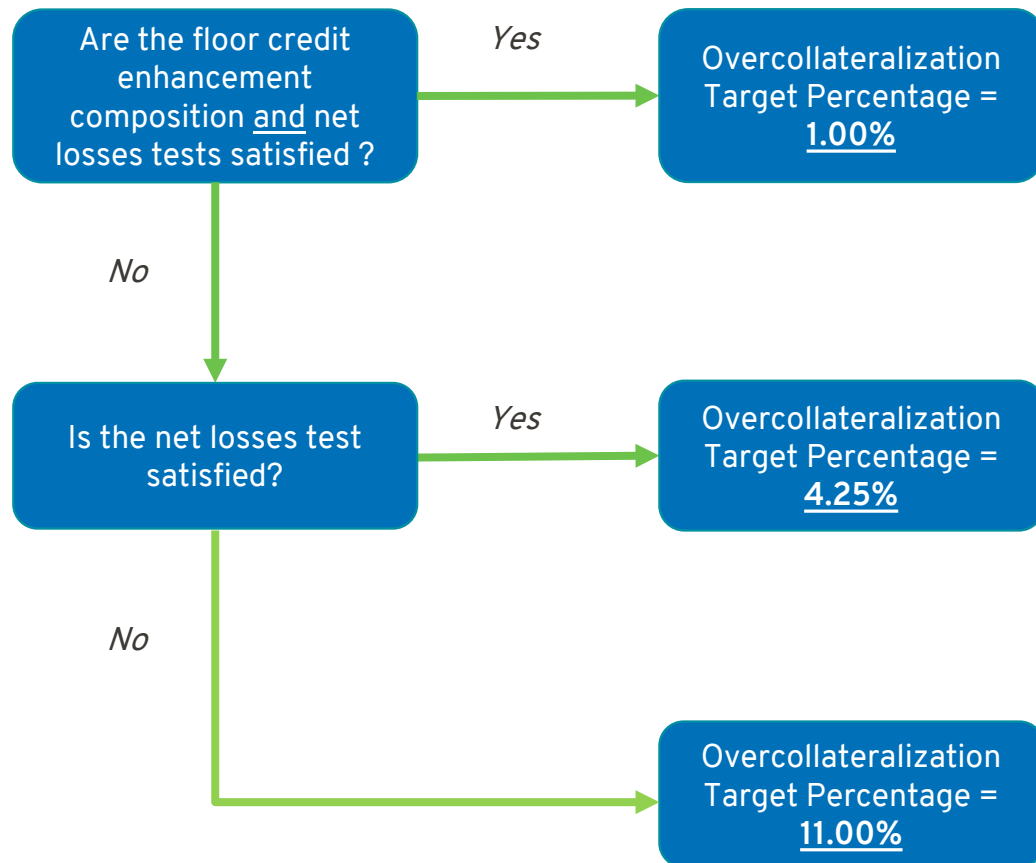 Are the floor credit
enhancement
composition and net
losses tests satisfied ?
Yes
Overcollateralization
Target Percentage =
1.00%
No
Is the net losses test
satisfied?
Yes
Overcollateralization
Target Percentage =
4.25%
No
Overcollateralization
Target Percentage =
11.00%